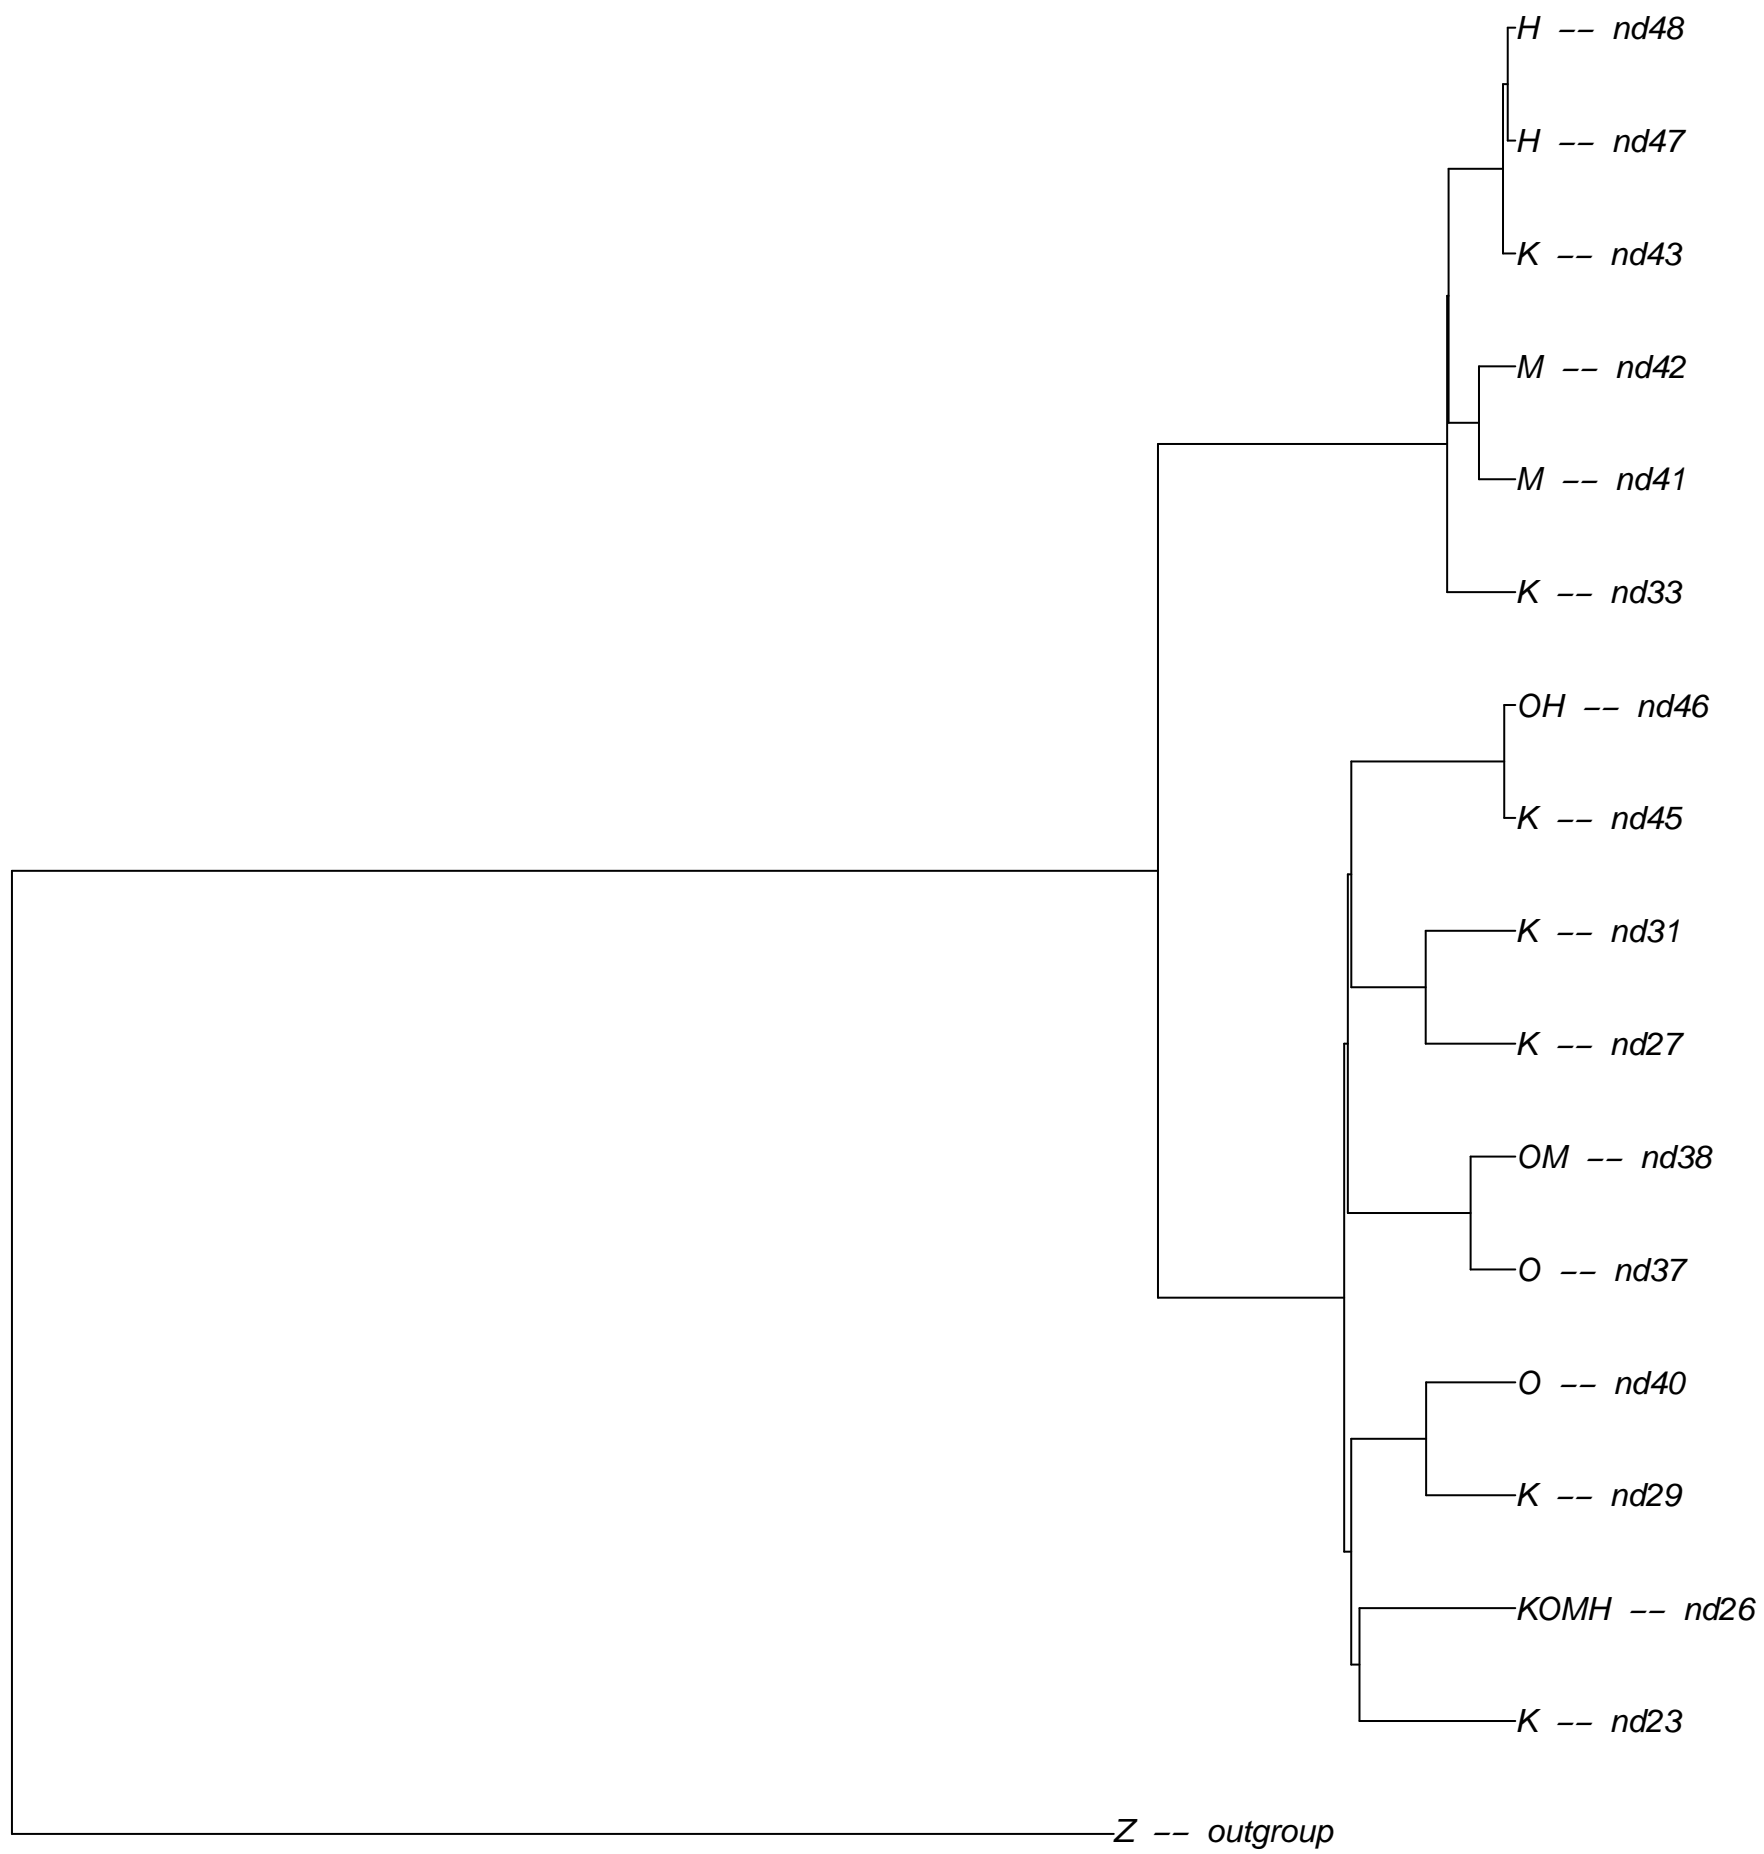 H -- nd48
H -- nd47
K -- nd43
M -- nd42
M -- nd41
K -- nd33
OH -- nd46
K -- nd45
K -- nd31
K -- nd27
OM -- nd38
O -- nd37
O -- nd40
K -- nd29
KOMH -- nd26
K -- nd23
Z -- outgroup